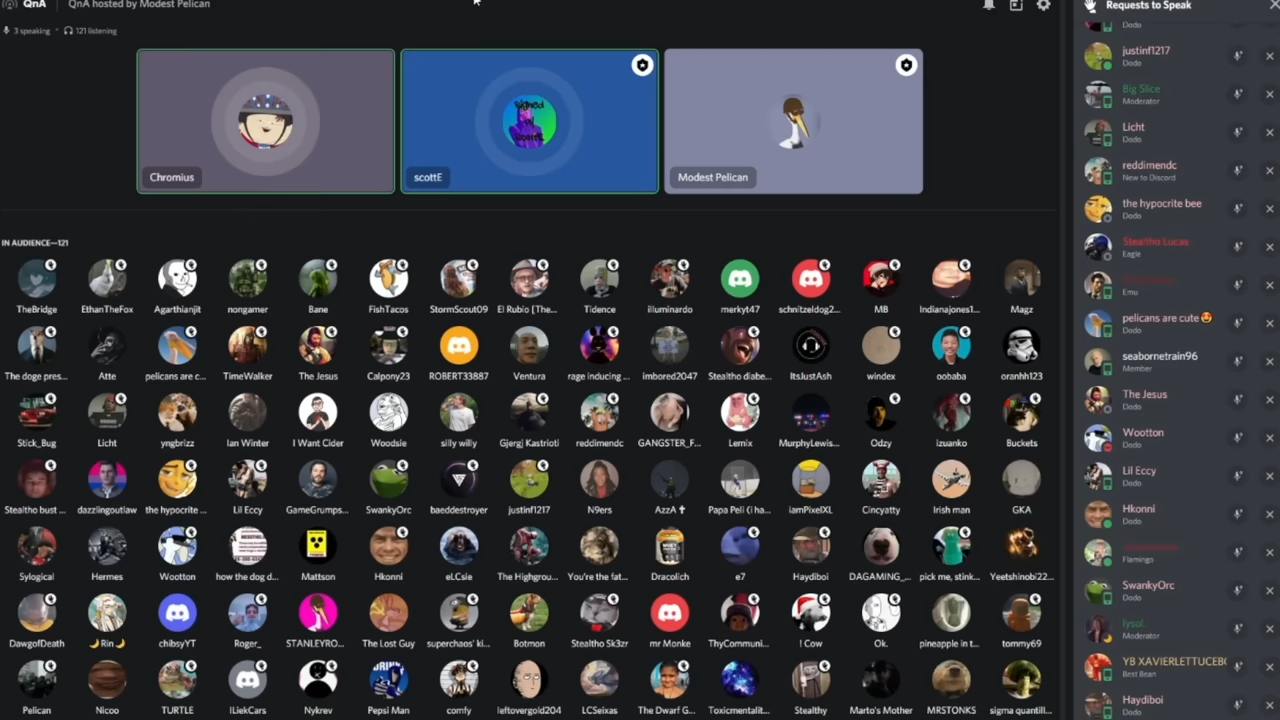 QnA QnA hosted by Modest Pelican
3 speaking • 121 listening
Chromius
signed
by
scottE
Modest Pelican
IN AUDIENCE—121
TheBridge EthanTheFox Agarthianjit nongamer Bane FishTacos StormScout09 El Rubio [The... Tidence illuminardo merkyt47 schnitzeldog2... MB Indianajones1... Magz
The doge pres... Atte pelicans are c... TimeWalker The Jesus Calpony23 ROBERT33887 Ventura rage inducing ... imbored2047 Stealtho diabe... ItsJustAsh windex oobaba oranhh123
Stick_Bug Licht yngbrizz Ian Winter I Want Cider Woodsie silly willy Gjergj Kastrioti reddimendc GANGSTER_F... Lemix MurphyLewis... Odzy izuanko Buckets
Stealtho bust ... dazzlingoutlaw the hypocrite ... Lil Eccy GameGrumps... SwankyOrc baeddestroyer justinf1217 N9ers AzzA ✝ Papa Peli (i ha... iamPixelXL Cincyatty Irish man GKA
Sylogical Hermes Wootton how the dog d... Mattson Hkonni eLCsie The Highgrou... You're the fat... Dracolich e7 Haydiboi DAGAMING_... pick me, stink... Yeetshinobi22...
DawgofDeath 🌙 Rin 🌙 chibsyYT Roger_ STANLEYRO... The Lost Guy superchaos' ki... Botmon Stealtho Sk3zr mr Monke ThyCommuni... ! Cow Ok. pineapple in t... tommy69
Pelican Nicoo TURTLE ILiekCars Nykrev Pepsi Man comfy leftovergold204 LCSeixas The Dwarf G... Toxicmentalit... Stealthy Marto's Mother MRSTONKS sigma quantill...
Requests to Speak
Dodo
justinf1217
Dodo
Big Slice
Moderator
Licht
Dodo
reddimendc
New to Discord
the hypocrite bee
Dodo
Stealtho Lucas
Eagle
Emu
pelicans are cute 😍
Dodo
seabornetrain96
Member
The Jesus
Dodo
Wootton
Dodo
Lil Eccy
Dodo
Hkonni
Dodo
Flamingo
SwankyOrc
Dodo
lysol.
Moderator
YB XAVIERLETTUCEB
Best Bean
Haydiboi
Dodo